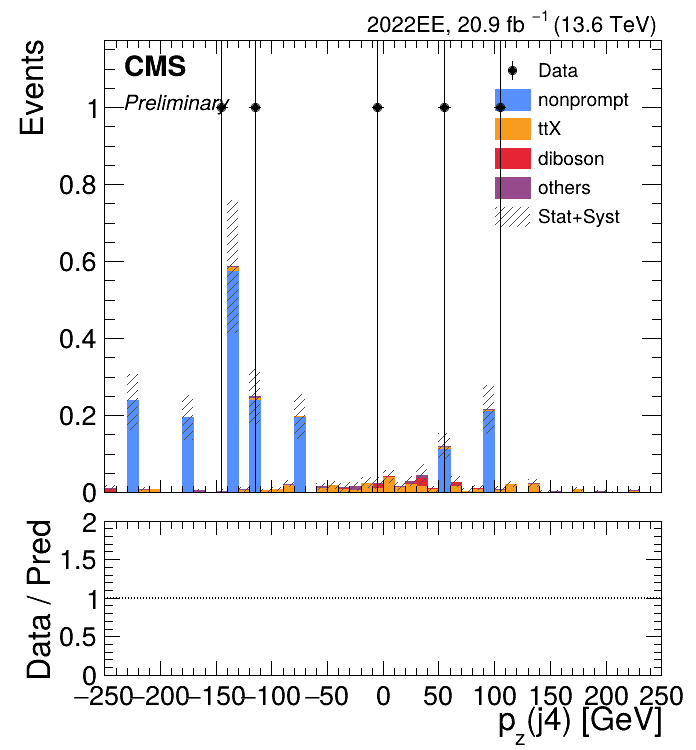 2022EE, 20.9 fb⁻¹ (13.6 TeV)
CMS
Preliminary
Data
nonprompt
ttX
diboson
others
Stat+Syst
Events
1
0.8
0.6
0.4
0.2
0
Data / Pred
2
1.5
1
0.5
0
−250 −200 −150 −100 −50 0 50 100 150 200 250
p_z(j4) [GeV]